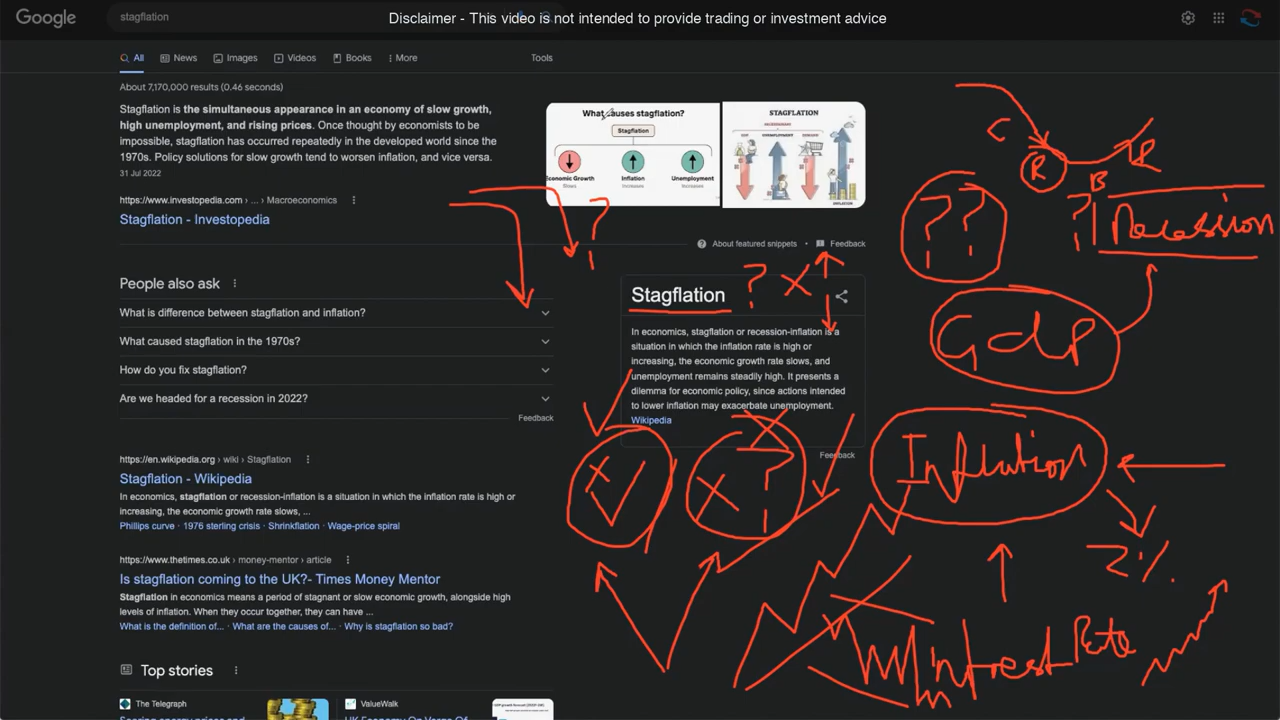 Google
stagflation
Disclaimer - This video is not intended to provide trading or investment advice
All News Images Videos Books More Tools
About 7,170,000 results (0.46 seconds)
Stagflation is the simultaneous appearance in an economy of slow growth,
high unemployment, and rising prices. Once thought by economists to be
impossible, stagflation has occurred repeatedly in the developed world since the
1970s. Policy solutions for slow growth tend to worsen inflation, and vice versa.
31 Jul 2022
https://www.investopedia.com › ... › Macroeconomics
Stagflation - Investopedia
What causes stagflation?
Stagflation
Economic Growth
Slows
Inflation
Increases
Unemployment
Increases
STAGFLATION
GDP UNEMPLOYMENT DEMAND
INFLATION
About featured snippets • Feedback
People also ask
What is difference between stagflation and inflation?
What caused stagflation in the 1970s?
How do you fix stagflation?
Are we headed for a recession in 2022?
Feedback
Stagflation
In economics, stagflation or recession-inflation is a
situation in which the inflation rate is high or
increasing, the economic growth rate slows, and
unemployment remains steadily high. It presents a
dilemma for economic policy, since actions intended
to lower inflation may exacerbate unemployment.
Wikipedia
Feedback
https://en.wikipedia.org › wiki › Stagflation
Stagflation - Wikipedia
In economics, stagflation or recession-inflation is a situation in which the inflation rate is high or
increasing, the economic growth rate slows, ...
Phillips curve · 1976 sterling crisis · Shrinkflation · Wage-price spiral
https://www.thetimes.co.uk › money-mentor › article
Is stagflation coming to the UK?- Times Money Mentor
Stagflation in economics means a period of stagnant or slow economic growth, alongside high
levels of inflation. When they occur together, they can have ...
What is the definition of... · What are the causes of... · Why is stagflation so bad?
Top stories
The Telegraph
ValueWalk
UK Economy On Verge Of
C
R
B
P
? ?
?
Recession
GdP
?
? X
X
X ?
Inflation
2%
intrest Rate